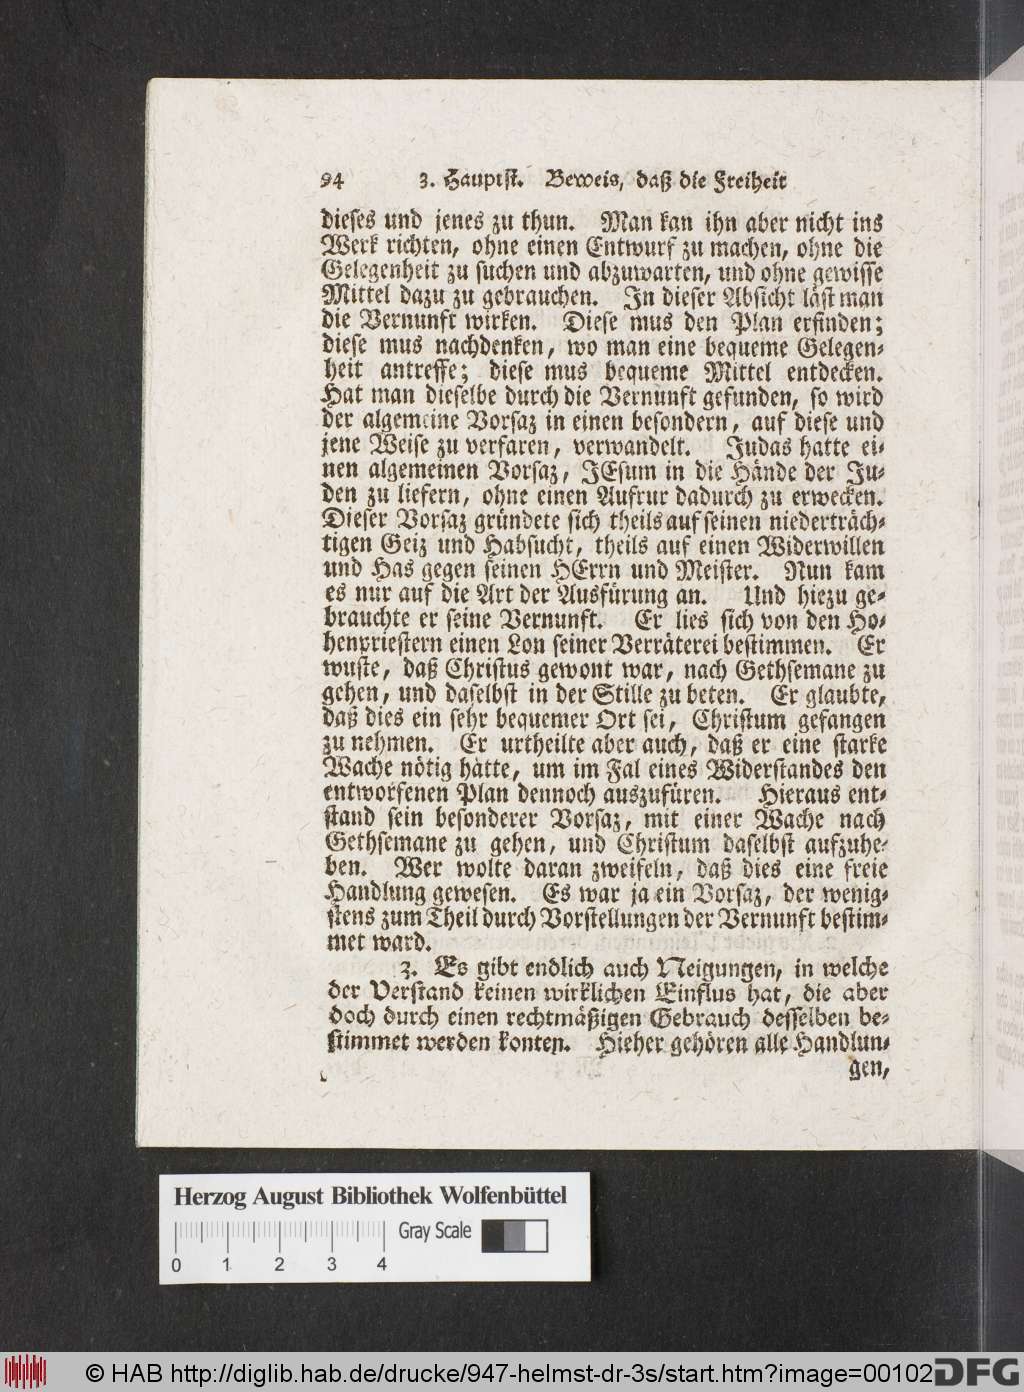 94 3. Hauptst. Beweis, daß die Freiheit
dieses und jenes zu thun. Man kan ihn aber nicht ins
Werk richten, ohne einen Entwurf zu machen, ohne die
Gelegenheit zu suchen und abzuwarten, und ohne gewisse
Mittel dazu zu gebrauchen. In dieser Absicht läst man
die Vernunft wirken. Diese mus den Plan erfinden;
diese mus nachdenken, wo man eine bequeme Gelegen-
heit antreffe; diese mus bequeme Mittel entdecken.
Hat man dieselbe durch die Vernunft gefunden, so wird
der algemeine Vorsaz in einen besondern, auf diese und
jene Weise zu verfaren, verwandelt. Judas hatte ei-
nen algemeinen Vorsaz, JEsum in die Hände der Ju-
den zu liefern, ohne einen Aufrur dadurch zu erwecken.
Dieser Vorsaz gründete sich theils auf seinen niederträch-
tigen Geiz und Habsucht, theils auf einen Widerwillen
und Has gegen seinen HErrn und Meister. Nun kam
es nur auf die Art der Ausfürung an. Und hiezu ge-
brauchte er seine Vernunft. Er lies sich von den Ho-
henpriestern einen Lon seiner Verräterei bestimmen. Er
wuste, daß Christus gewont war, nach Gethsemane zu
gehen, und daselbst in der Stille zu beten. Er glaubte,
daß dies ein sehr bequemer Ort sei, Christum gefangen
zu nehmen. Er urtheilte aber auch, daß er eine starke
Wache nötig hätte, um im Fal eines Widerstandes den
entworfenen Plan dennoch auszufüren. Hieraus ent-
stand sein besonderer Vorsaz, mit einer Wache nach
Gethsemane zu gehen, und Christum daselbst aufzuhe-
ben. Wer wolte daran zweifeln, daß dies eine freie
Handlung gewesen. Es war ja ein Vorsaz, der wenig-
stens zum Theil durch Vorstellungen der Vernunft bestim-
met ward.
3. Es gibt endlich auch Neigungen, in welche
der Verstand keinen wirklichen Einflus hat, die aber
doch durch einen rechtmäßigen Gebrauch desselben be-
stimmet werden konten. Hieher gehören alle Handlun-
gen,
Herzog August Bibliothek Wolfenbüttel
Gray Scale
0 1 2 3 4
© HAB http://diglib.hab.de/drucke/947-helmst-dr-3s/start.htm?image=00102
DFG